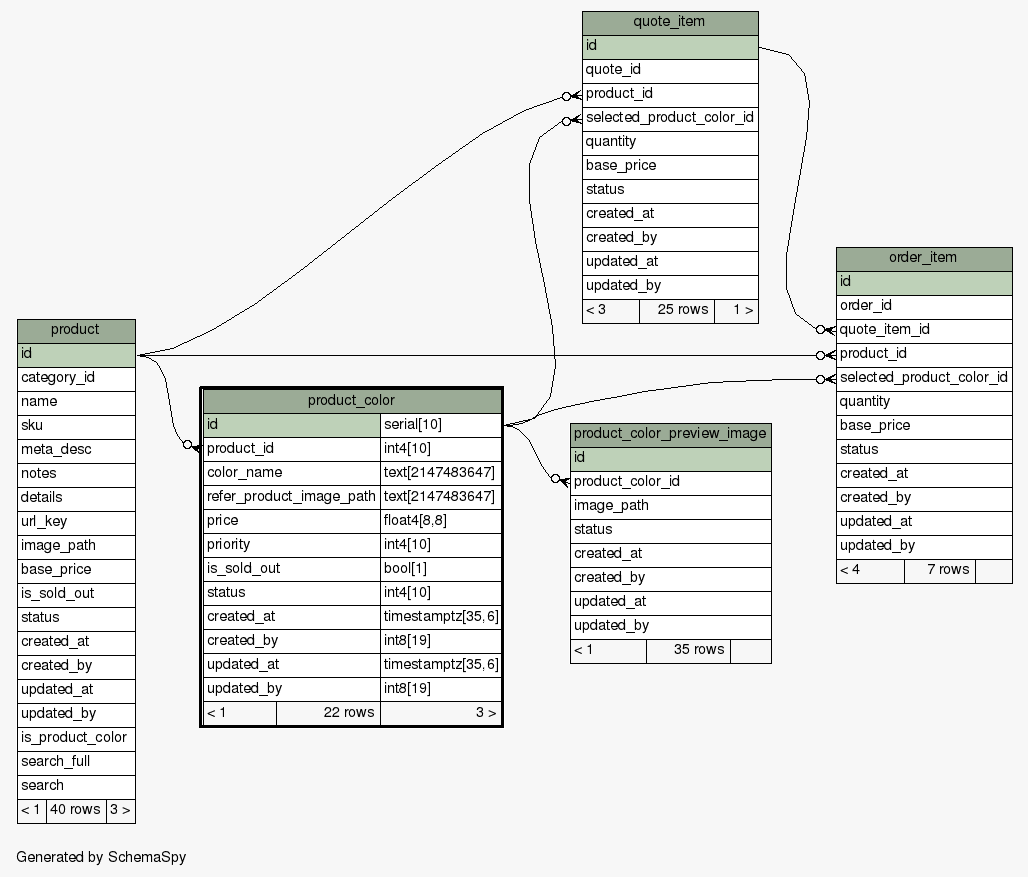 quote_item
id
quote_id
product_id
selected_product_color_id
quantity
base_price
status
created_at
created_by
updated_at
updated_by
< 3 25 rows 1 >
order_item
id
order_id
quote_item_id
product_id
selected_product_color_id
quantity
base_price
status
created_at
created_by
updated_at
updated_by
< 4 7 rows
product
id
category_id
name
sku
meta_desc
notes
details
url_key
image_path
base_price
is_sold_out
status
created_at
created_by
updated_at
updated_by
is_product_color
search_full
search
< 1 40 rows 3 >
product_color
id serial[10]
product_id int4[10]
color_name text[2147483647]
refer_product_image_path text[2147483647]
price float4[8,8]
priority int4[10]
is_sold_out bool[1]
status int4[10]
created_at timestamptz[35,6]
created_by int8[19]
updated_at timestamptz[35,6]
updated_by int8[19]
< 1 22 rows 3 >
product_color_preview_image
id
product_color_id
image_path
status
created_at
created_by
updated_at
updated_by
< 1 35 rows
Generated by SchemaSpy